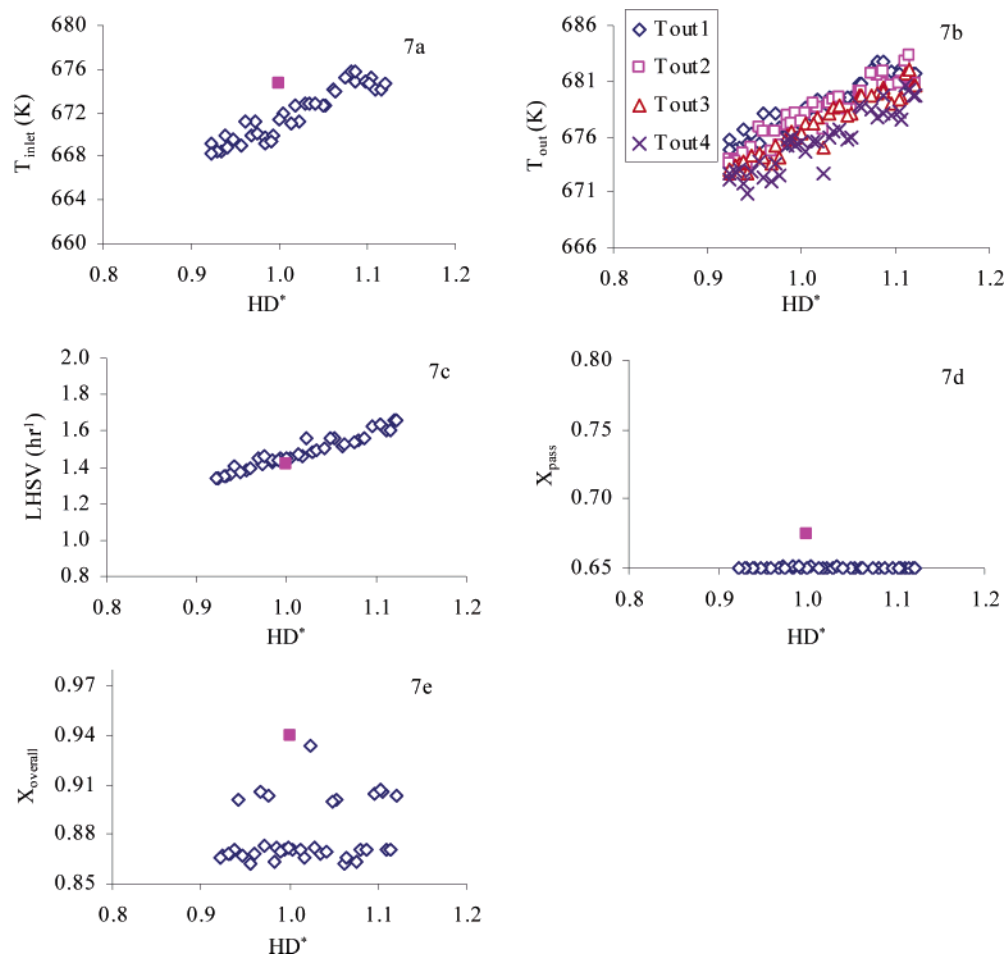 680
676
672
668
664
660
T inlet (K)
0.8 0.9 1.0 1.1 1.2
HD*
7a
686
681
676
671
666
T out (K)
Tout1
Tout2
Tout3
Tout4
0.8 0.9 1.0 1.1 1.2
HD*
7b
2.0
1.8
1.6
1.4
1.2
1.0
0.8
LHSV (hr¹)
0.8 0.9 1.0 1.1 1.2
HD*
7c
0.80
0.75
0.70
0.65
X pass
0.8 0.9 1.0 1.1 1.2
HD*
7d
0.97
0.94
0.91
0.88
0.85
X overall
0.8 0.9 1.0 1.1 1.2
HD*
7e